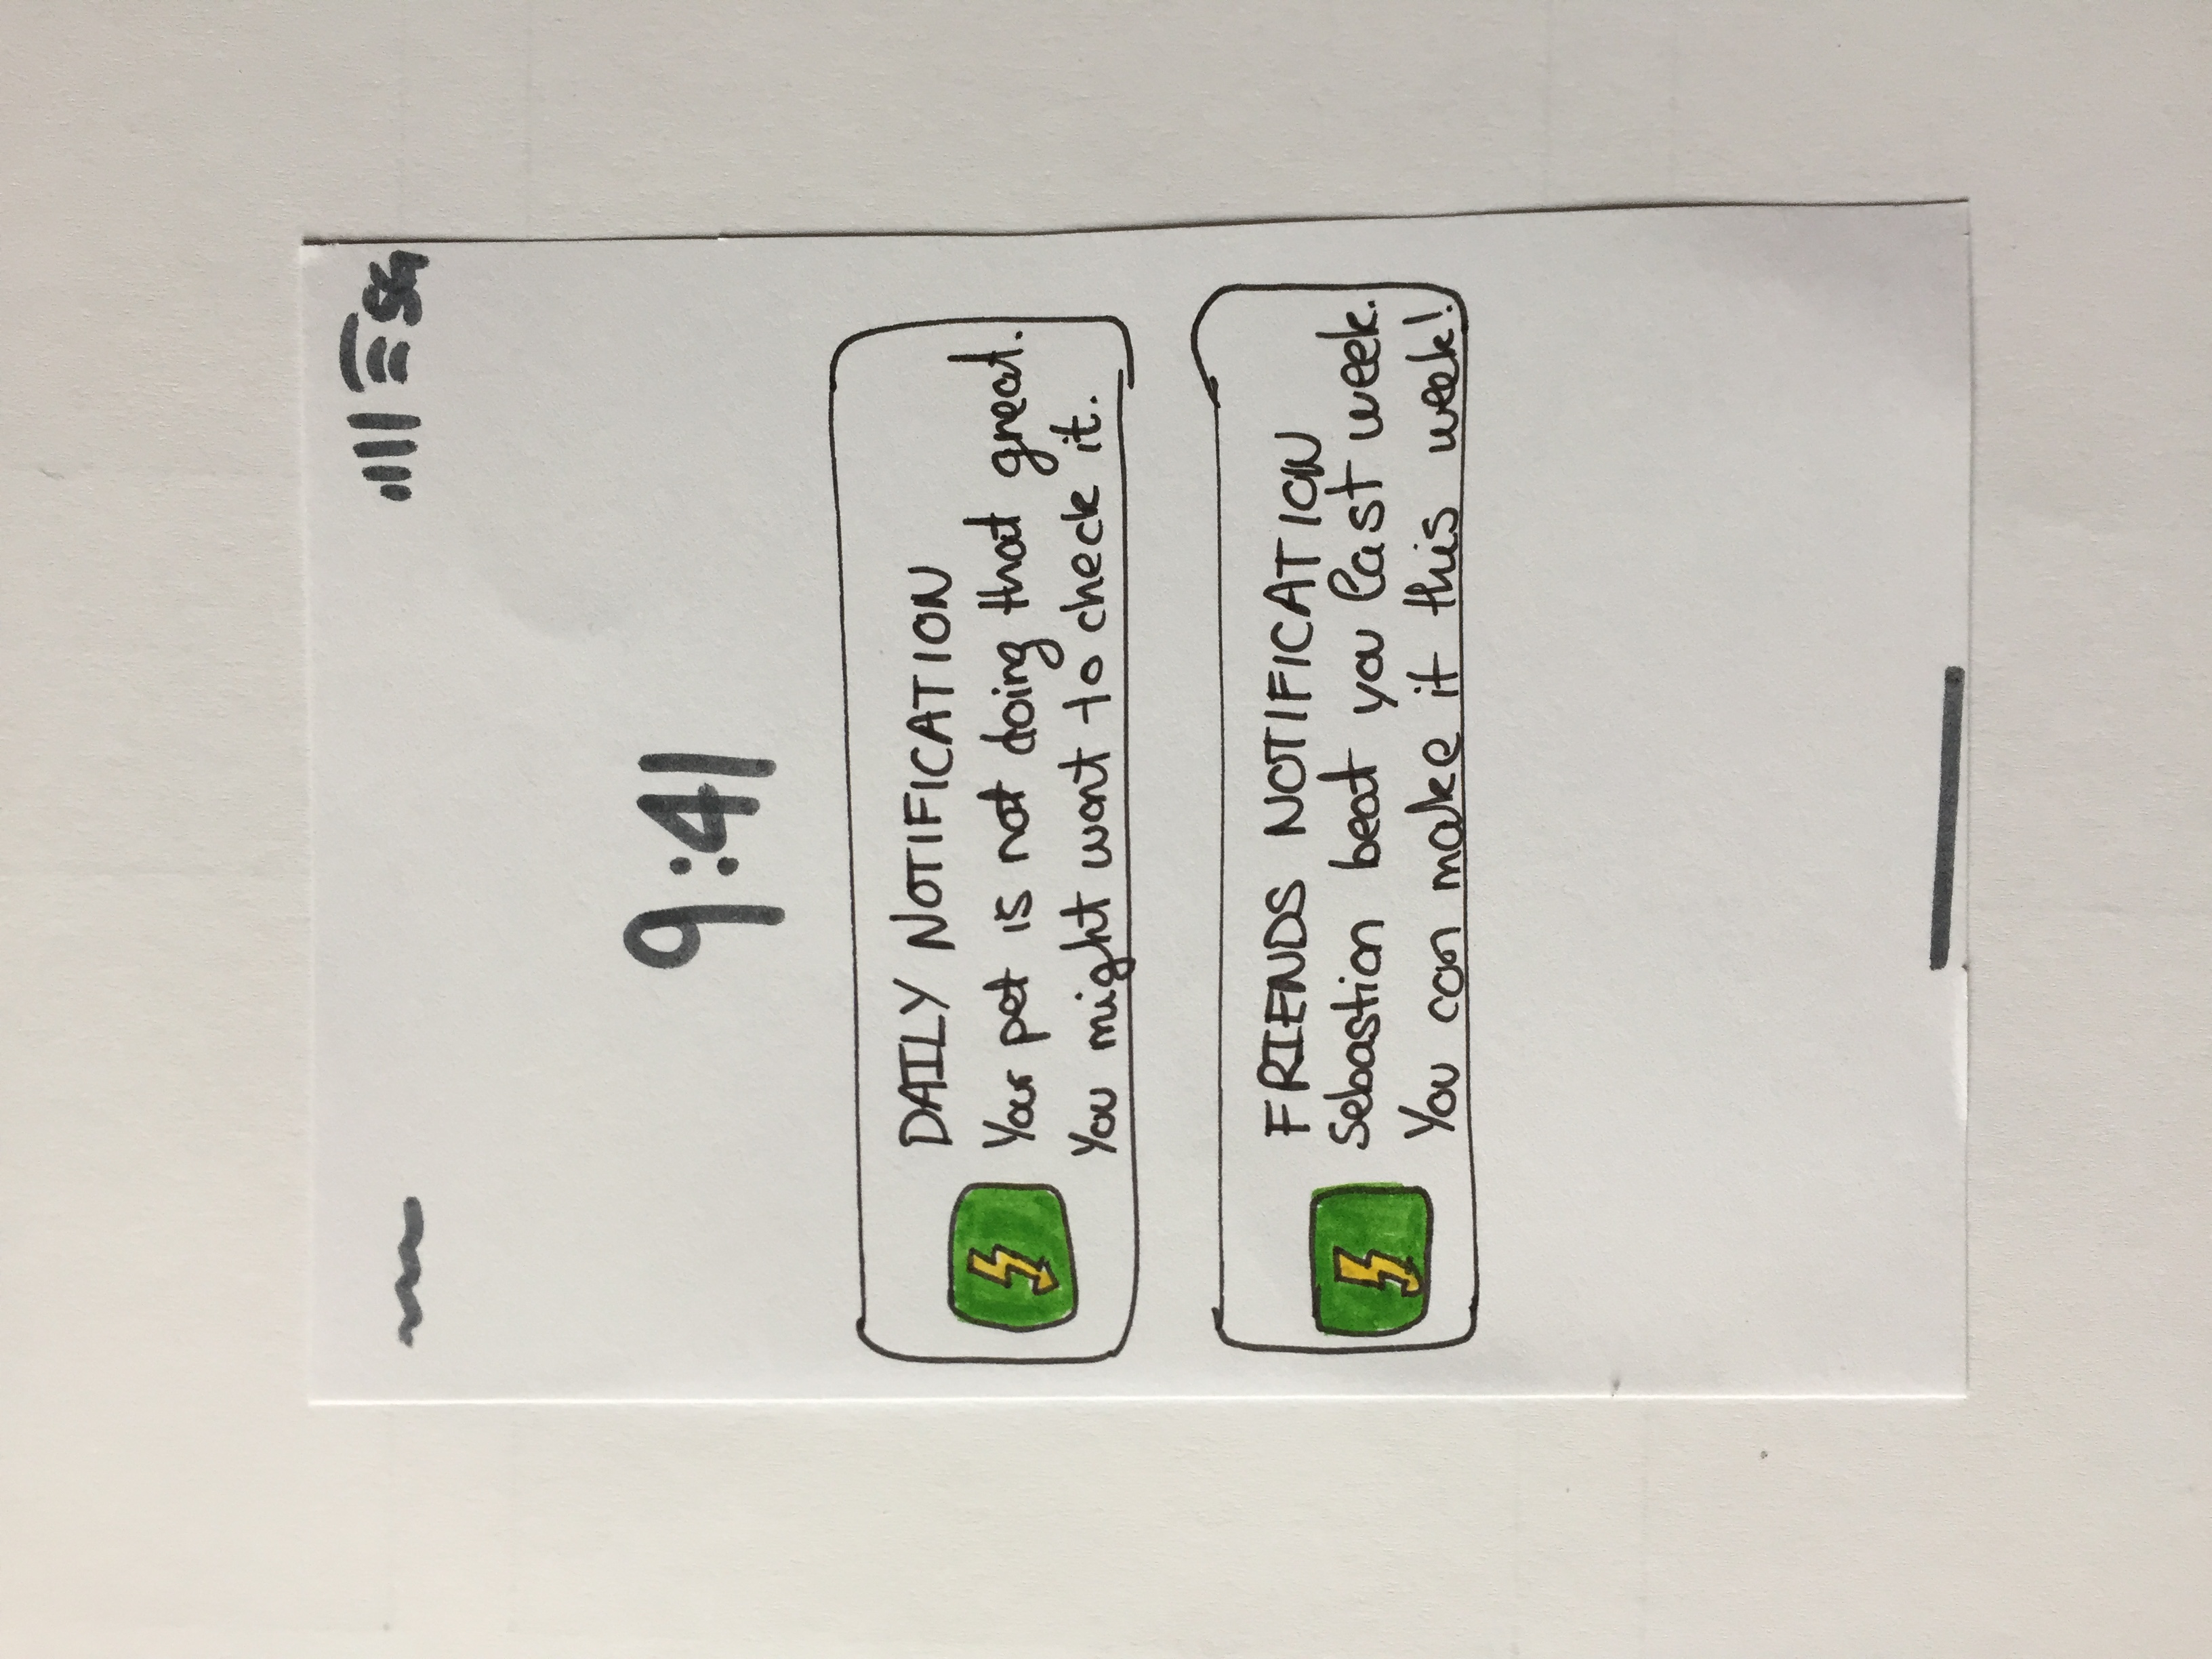 5G
9:41
DAILY NOTIFICATION
Your pet is not doing that great.
You might want to check it.
FRIENDS NOTIFICATION
Sebastian beat you last week.
You can make it this week!